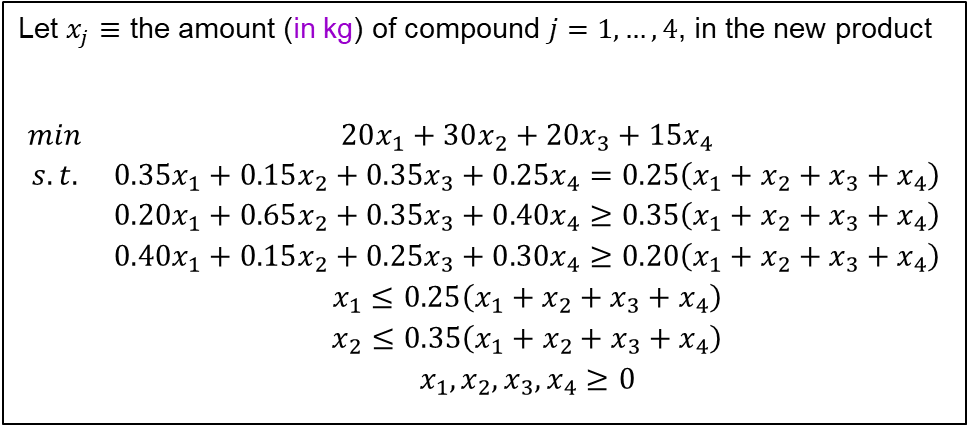 Let xⱼ ≡ the amount (in kg) of compound j = 1, … , 4, in the new product
min 20x₁ + 30x₂ + 20x₃ + 15x₄
s. t. 0.35x₁ + 0.15x₂ + 0.35x₃ + 0.25x₄ = 0.25(x₁ + x₂ + x₃ + x₄)
0.20x₁ + 0.65x₂ + 0.35x₃ + 0.40x₄ ≥ 0.35(x₁ + x₂ + x₃ + x₄)
0.40x₁ + 0.15x₂ + 0.25x₃ + 0.30x₄ ≥ 0.20(x₁ + x₂ + x₃ + x₄)
x₁ ≤ 0.25(x₁ + x₂ + x₃ + x₄)
x₂ ≤ 0.35(x₁ + x₂ + x₃ + x₄)
x₁, x₂, x₃, x₄ ≥ 0